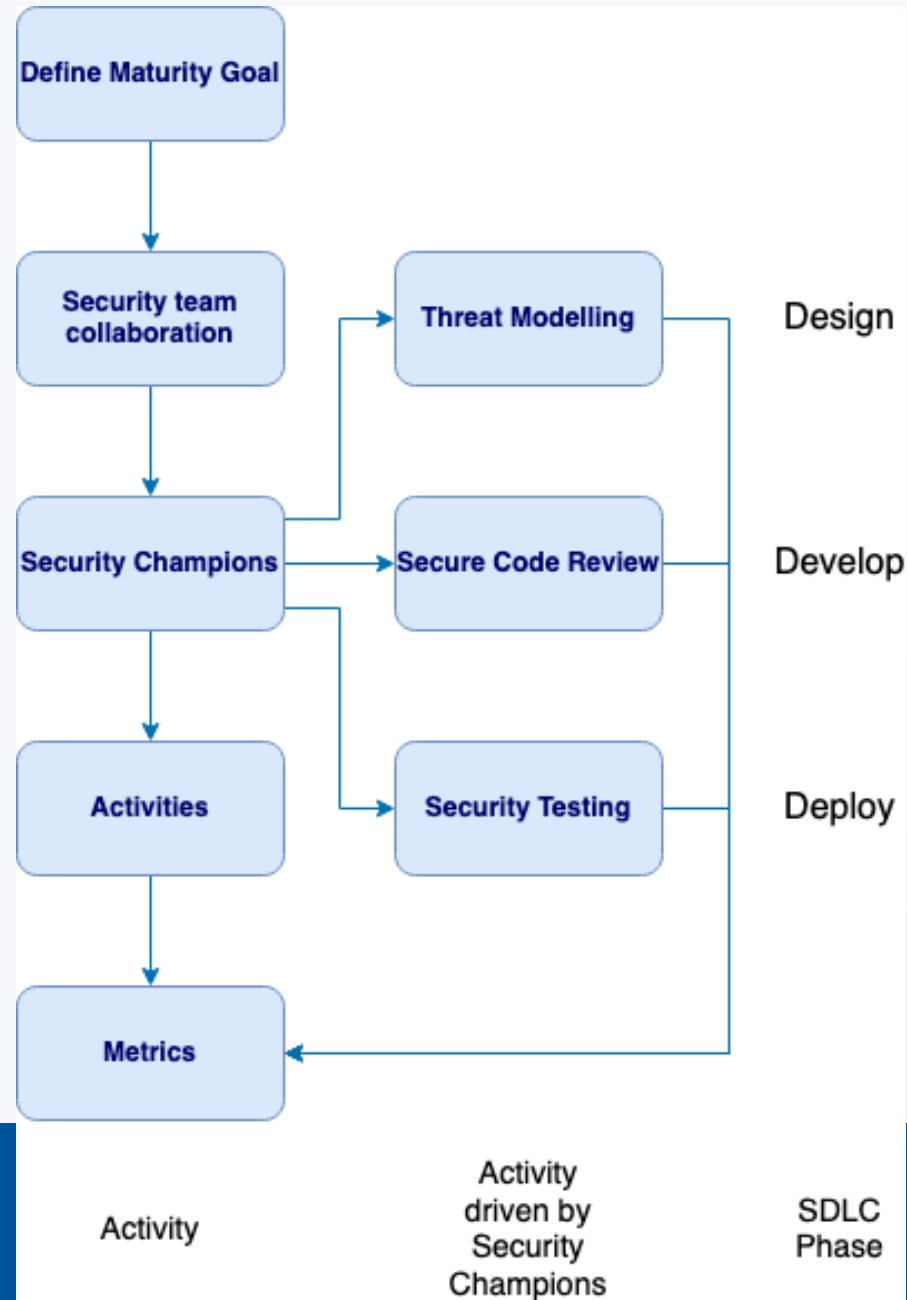 Define Maturity Goal
Security team
collaboration
Threat Modelling
Design
Security Champions
Secure Code Review
Develop
Activities
Security Testing
Deploy
Metrics
Activity
Activity
driven by
Security
Champions
SDLC
Phase